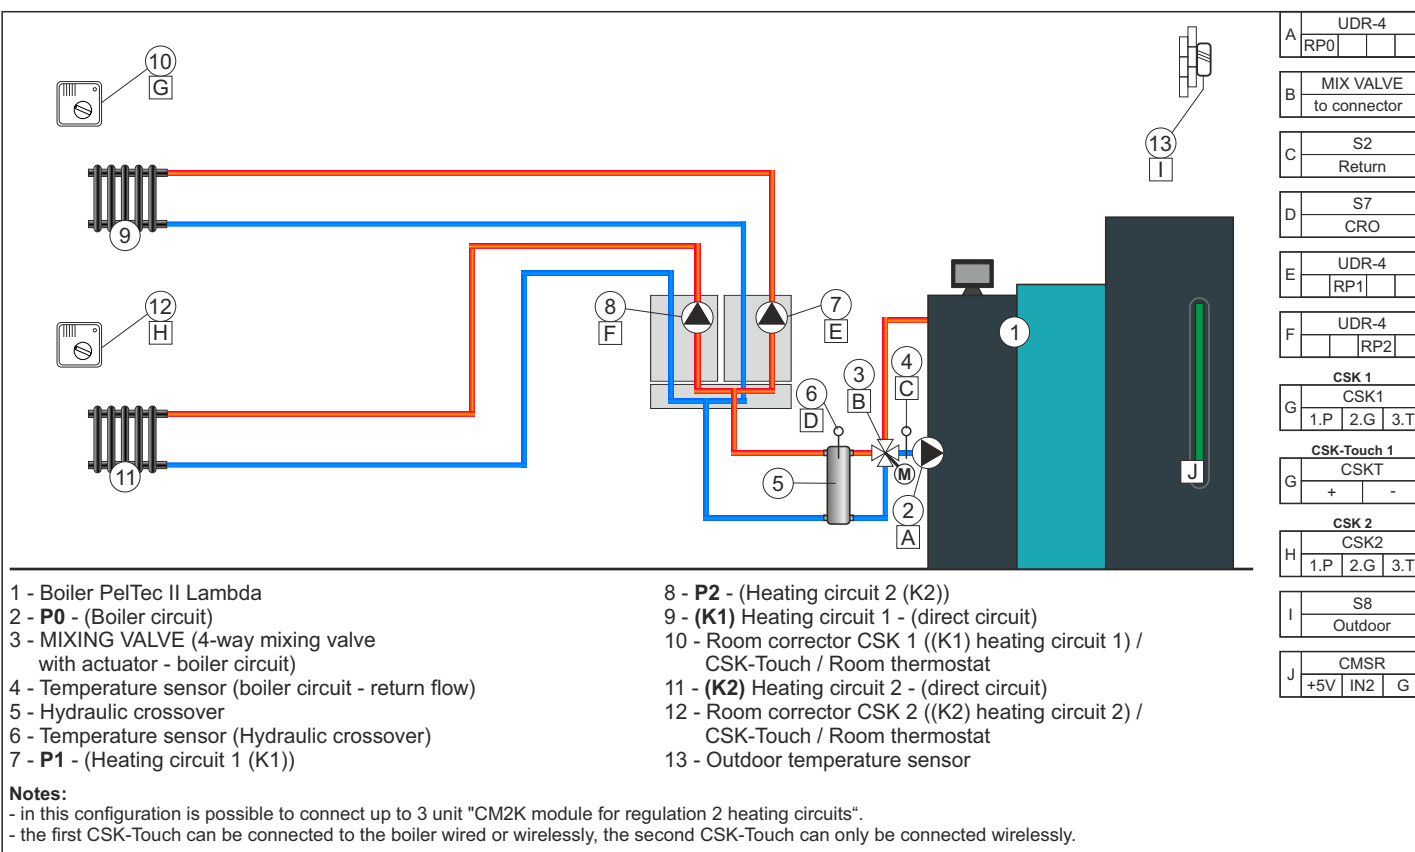 10
G
13
I
9
12
H
11
8
F
7
E
6
D
5
3
B
4
C
M
2
A
1
J
A
UDR-4
RP0
B
MIX VALVE
to connector
C
S2
Return
D
S7
CRO
E
UDR-4
RP1
F
UDR-4
RP2
CSK 1
G
CSK1
1.P 2.G 3.T
CSK-Touch 1
G
CSKT
+ -
CSK 2
H
CSK2
1.P 2.G 3.T
I
S8
Outdoor
J
CMSR
+5V IN2 G
1 - Boiler PelTec II Lambda
2 - P0 - (Boiler circuit)
3 - MIXING VALVE (4-way mixing valve
with actuator - boiler circuit)
4 - Temperature sensor (boiler circuit - return flow)
5 - Hydraulic crossover
6 - Temperature sensor (Hydraulic crossover)
7 - P1 - (Heating circuit 1 (K1))
8 - P2 - (Heating circuit 2 (K2))
9 - (K1) Heating circuit 1 - (direct circuit)
10 - Room corrector CSK 1 ((K1) heating circuit 1) /
CSK-Touch / Room thermostat
11 - (K2) Heating circuit 2 - (direct circuit)
12 - Room corrector CSK 2 ((K2) heating circuit 2) /
CSK-Touch / Room thermostat
13 - Outdoor temperature sensor
Notes:
- in this configuration is possible to connect up to 3 unit "CM2K module for regulation 2 heating circuits“.
- the first CSK-Touch can be connected to the boiler wired or wirelessly, the second CSK-Touch can only be connected wirelessly.